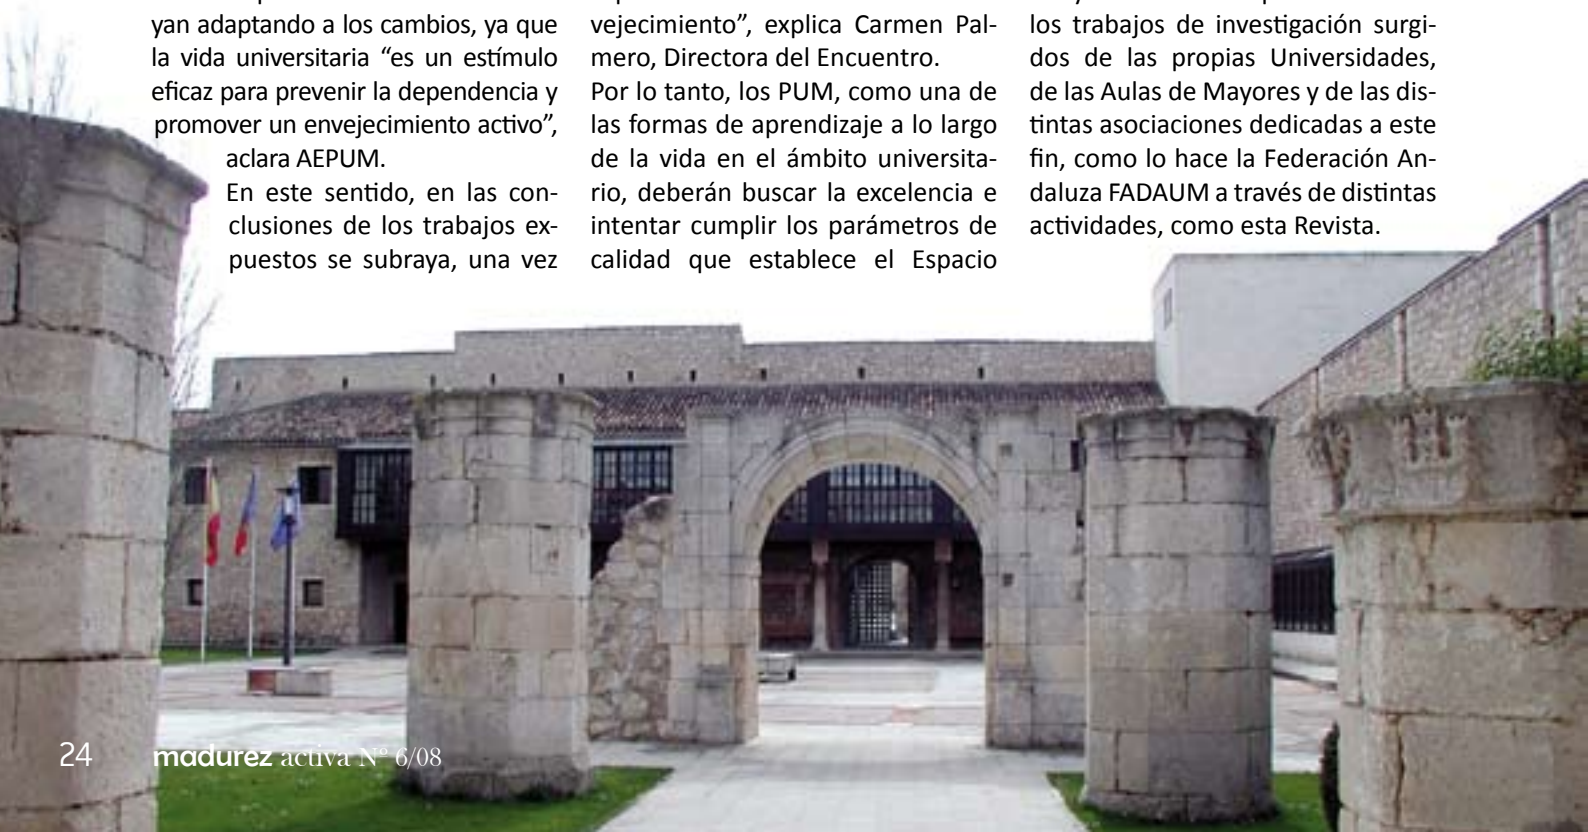 yan adaptando a los cambios, ya que
la vida universitaria “es un estímulo
eficaz para prevenir la dependencia y
promover un envejecimiento activo”,
aclara AEPUM.
En este sentido, en las con-
clusiones de los trabajos ex-
puestos se subraya, una vez
vejecimiento”, explica Carmen Pal-
mero, Directora del Encuentro.
Por lo tanto, los PUM, como una de
las formas de aprendizaje a lo largo
de la vida en el ámbito universita-
rio, deberán buscar la excelencia e
intentar cumplir los parámetros de
calidad que establece el Espacio
los trabajos de investigación surgi-
dos de las propias Universidades,
de las Aulas de Mayores y de las dis-
tintas asociaciones dedicadas a este
fin, como lo hace la Federación An-
daluza FADAUM a través de distintas
actividades, como esta Revista.
24 madurez activa Nº 6/08